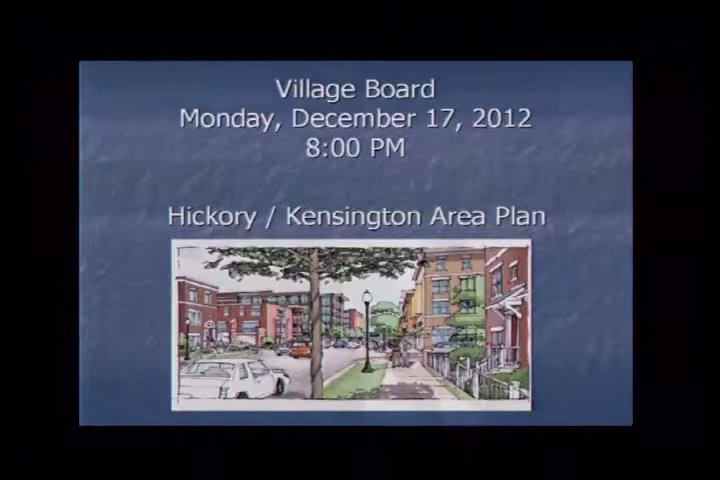 Village Board
Monday, December 17, 2012
8:00 PM
Hickory / Kensington Area Plan